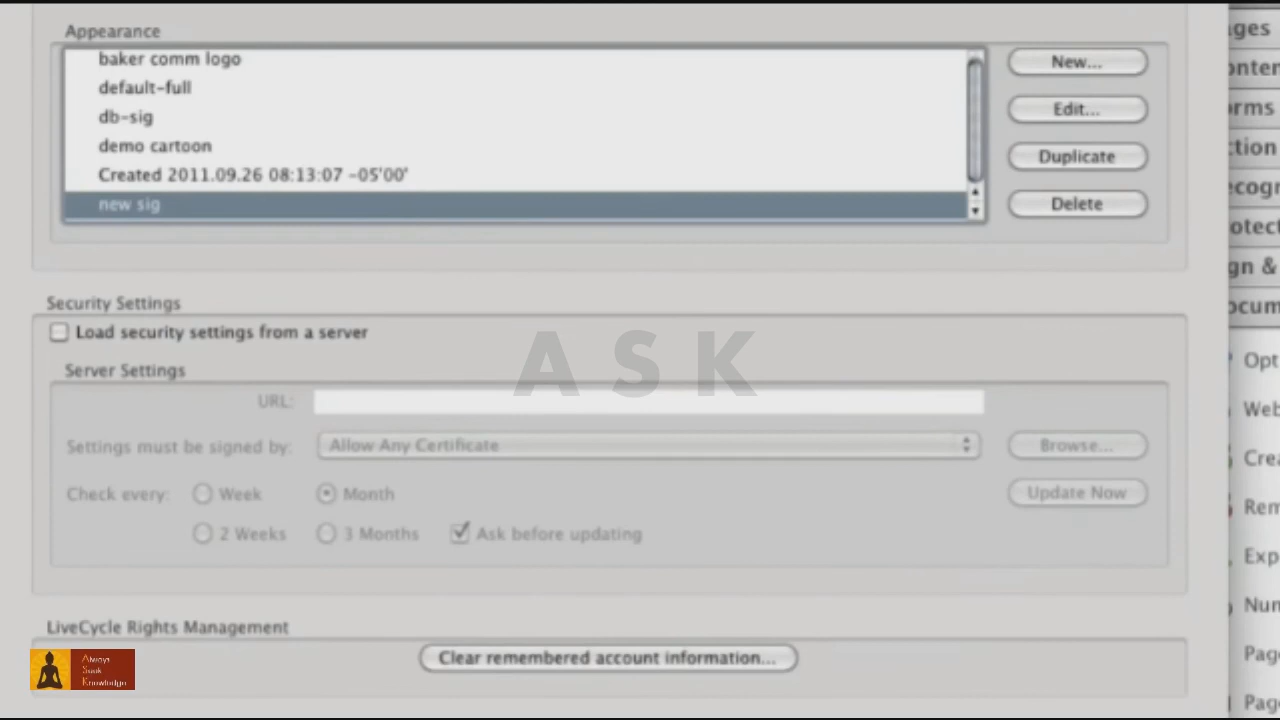 Appearance
baker comm logo
default-full
db-sig
demo cartoon
Created 2011.09.26 08:13:07 -05'00'
new sig
New...
Edit...
Duplicate
Delete
Security Settings
Load security settings from a server
ASK
Server Settings
URL:
Settings must be signed by:
Allow Any Certificate
Browse...
Check every:
Week
Month
Update Now
2 Weeks
3 Months
Ask before updating
LiveCycle Rights Management
Clear remembered account information...
Always
Seek
Knowledge